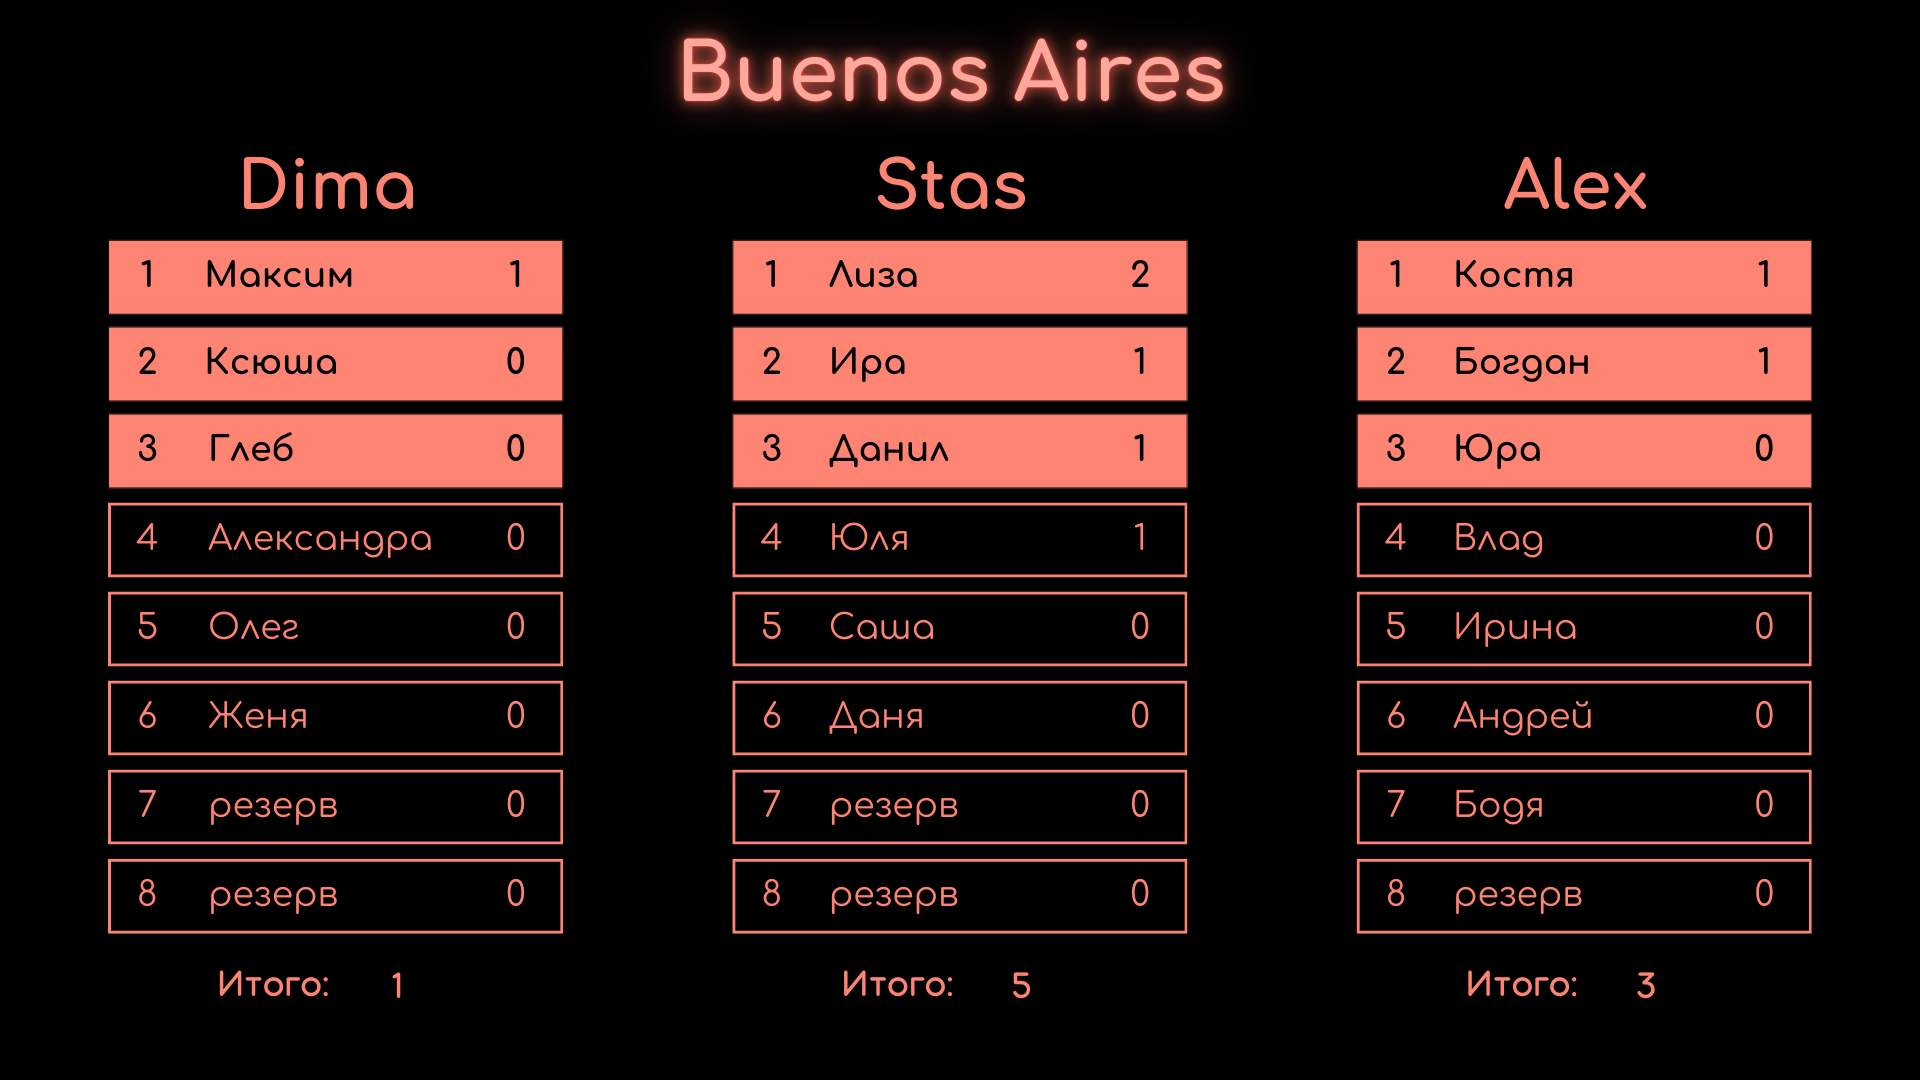 Buenos Aires
Dima
1 Максим 1
2 Ксюша 0
3 Глеб 0
4 Александра 0
5 Олег 0
6 Женя 0
7 резерв 0
8 резерв 0
Итого: 1
Stas
1 Лиза 2
2 Ира 1
3 Данил 1
4 Юля 1
5 Саша 0
6 Даня 0
7 резерв 0
8 резерв 0
Итого: 5
Alex
1 Костя 1
2 Богдан 1
3 Юра 0
4 Влад 0
5 Ирина 0
6 Андрей 0
7 Бодя 0
8 резерв 0
Итого: 3